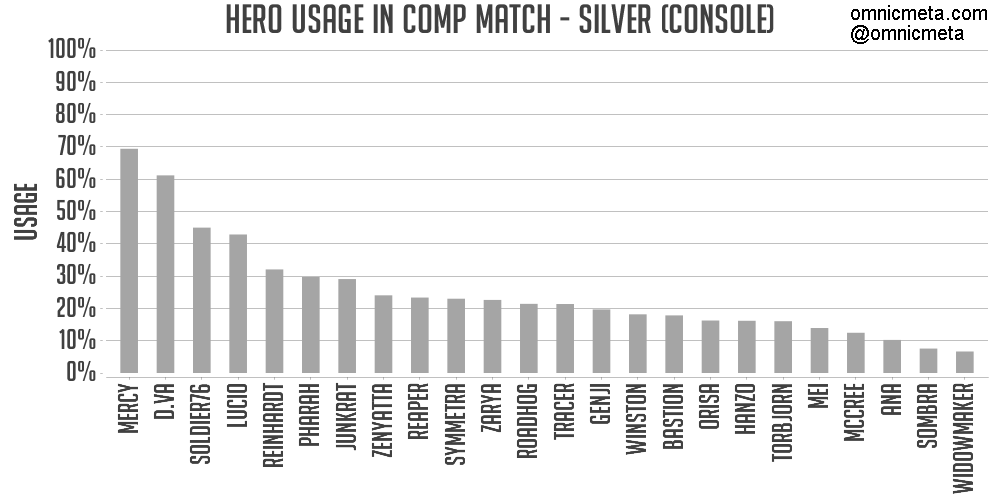 HERO USAGE IN COMP MATCH - SILVER (CONSOLE)
omnicmeta.com
@omnicmeta
100%
90%
80%
70%
60%
50%
40%
30%
20%
10%
0%
USAGE
MERCY
D.VA
SOLDIER76
LUCIO
REINHARDT
PHARAH
JUNKRAT
ZENYATTA
REAPER
SYMMETRA
ZARYA
ROADHOG
TRACER
GENJI
WINSTON
BASTION
ORISA
HANZO
TORBJORN
MEI
MCREE
ANA
SOMBRA
WIDOWMAKER